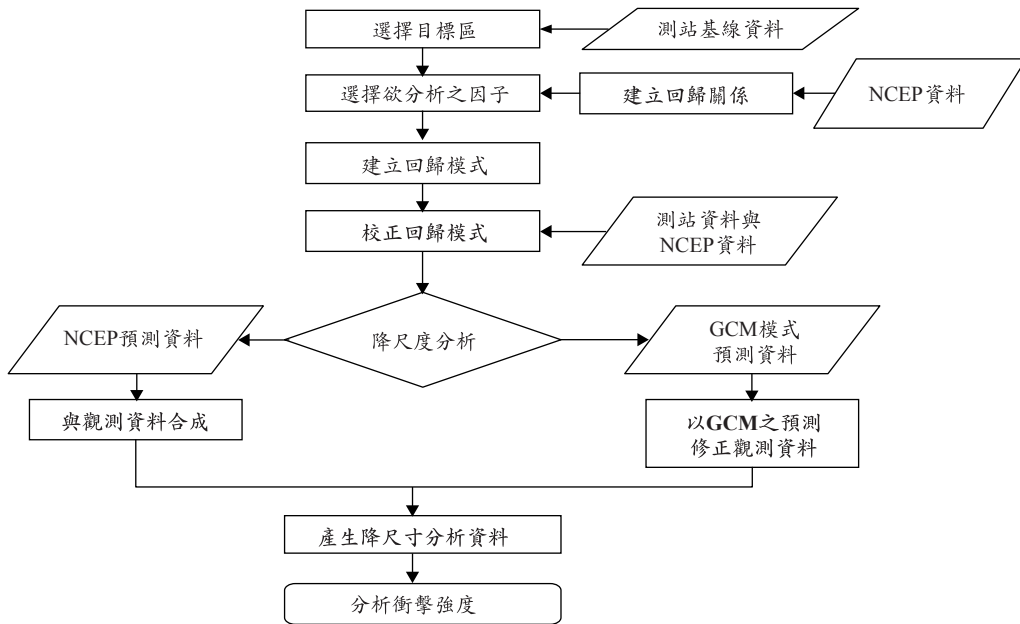 選擇目標區
測站基線資料
選擇欲分析之因子
建立回歸關係
NCEP資料
建立回歸模式
校正回歸模式
測站資料與
NCEP資料
NCEP預測資料
降尺度分析
GCM模式
預測資料
與觀測資料合成
以GCM之預測
修正觀測資料
產生降尺寸分析資料
分析衝擊強度